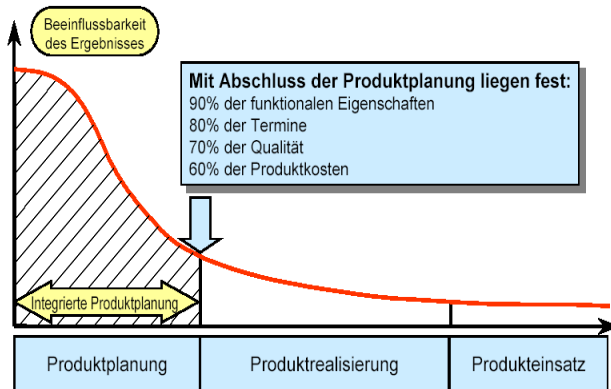 Beeinflussbarkeit
des Ergebnisses
Mit Abschluss der Produktplanung liegen fest:
90% der funktionalen Eigenschaften
80% der Termine
70% der Qualität
60% der Produktkosten
Integrierte Produktplanung
Produktplanung
Produktrealisierung
Produkteinsatz